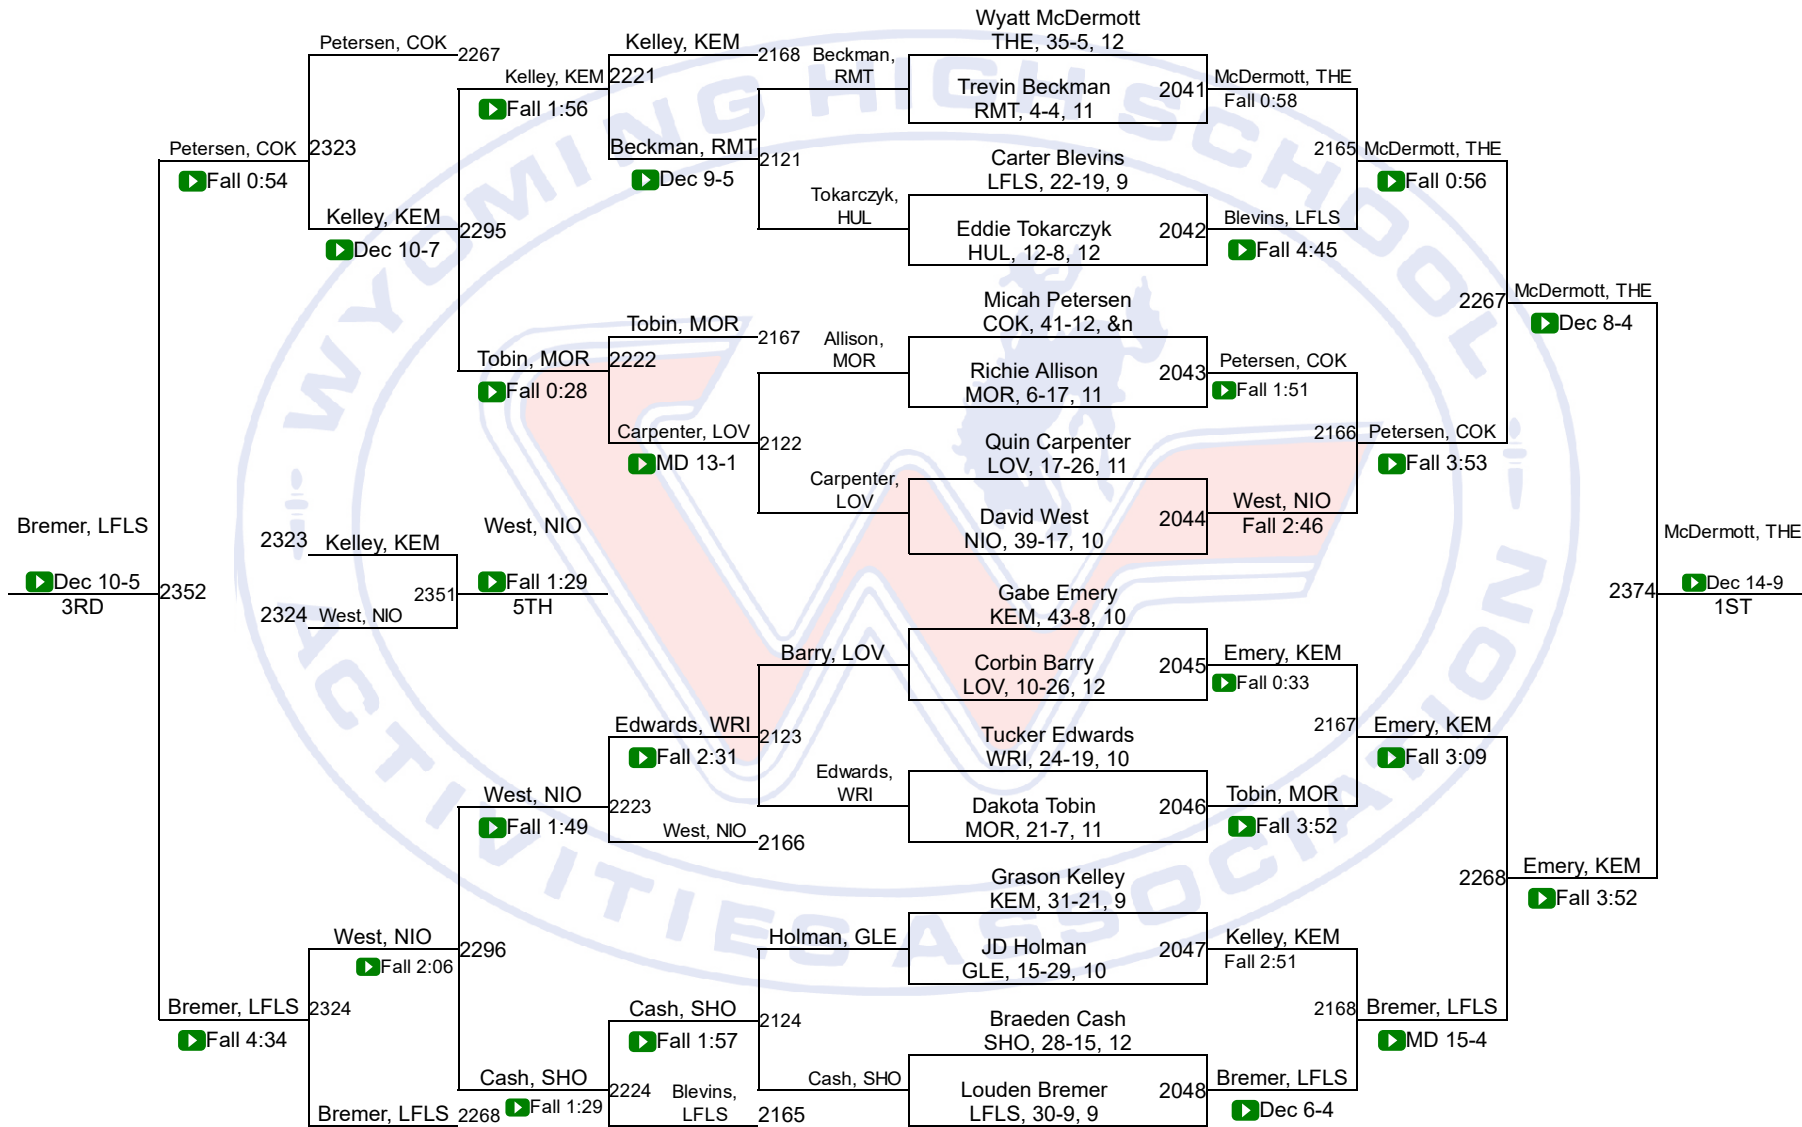 Wyatt McDermott
THE, 35-5, 12
Petersen, COK
2267
Kelley, KEM
2168
Beckman,
RMT
Kelley, KEM
2221
Fall 1:56
Trevin Beckman
RMT, 4-4, 11
2041
McDermott, THE
Fall 0:58
Petersen, COK
2323
Fall 0:54
Beckman, RMT
2121
Dec 9-5
Carter Blevins
LFLS, 22-19, 9
2165
McDermott, THE
Fall 0:56
Kelley, KEM
2295
Dec 10-7
Tokarczyk,
HUL
Eddie Tokarczyk
HUL, 12-8, 12
2042
Blevins, LFLS
Fall 4:45
Micah Petersen
COK, 41-12, &n
2267
McDermott, THE
Dec 8-4
Tobin, MOR
2167
Allison,
MOR
Tobin, MOR
2222
Fall 0:28
Richie Allison
MOR, 6-17, 11
2043
Petersen, COK
Fall 1:51
Carpenter, LOV
2122
MD 13-1
Quin Carpenter
LOV, 17-26, 11
2166
Petersen, COK
Fall 3:53
Carpenter,
LOV
David West
NIO, 39-17, 10
2044
West, NIO
Fall 2:46
Bremer, LFLS
Dec 10-5
3RD
2352
2323
Kelley, KEM
2324
West, NIO
2351
West, NIO
Fall 1:29
5TH
McDermott, THE
2374
Dec 14-9
1ST
Gabe Emery
KEM, 43-8, 10
Barry, LOV
Corbin Barry
LOV, 10-26, 12
2045
Emery, KEM
Fall 0:33
Edwards, WRI
2123
Fall 2:31
Tucker Edwards
WRI, 24-19, 10
2167
Emery, KEM
Fall 3:09
Edwards,
WRI
West, NIO
2223
Fall 1:49
Dakota Tobin
MOR, 21-7, 11
2046
Tobin, MOR
Fall 3:52
West, NIO
2166
Grason Kelley
KEM, 31-21, 9
2268
Emery, KEM
Fall 3:52
West, NIO
2296
Fall 2:06
Holman, GLE
JD Holman
GLE, 15-29, 10
2047
Kelley, KEM
Fall 2:51
Bremer, LFLS
2324
Fall 4:34
Cash, SHO
2124
Fall 1:57
Braeden Cash
SHO, 28-15, 12
2168
Bremer, LFLS
MD 15-4
Cash, SHO
2224
Fall 1:29
Cash, SHO
Louden Bremer
LFLS, 30-9, 9
2048
Bremer, LFLS
Dec 6-4
Bremer, LFLS
2268
Blevins,
LFLS
2165
WYOMING HIGH SCHOOL
ACTIVITIES ASSOCIATION